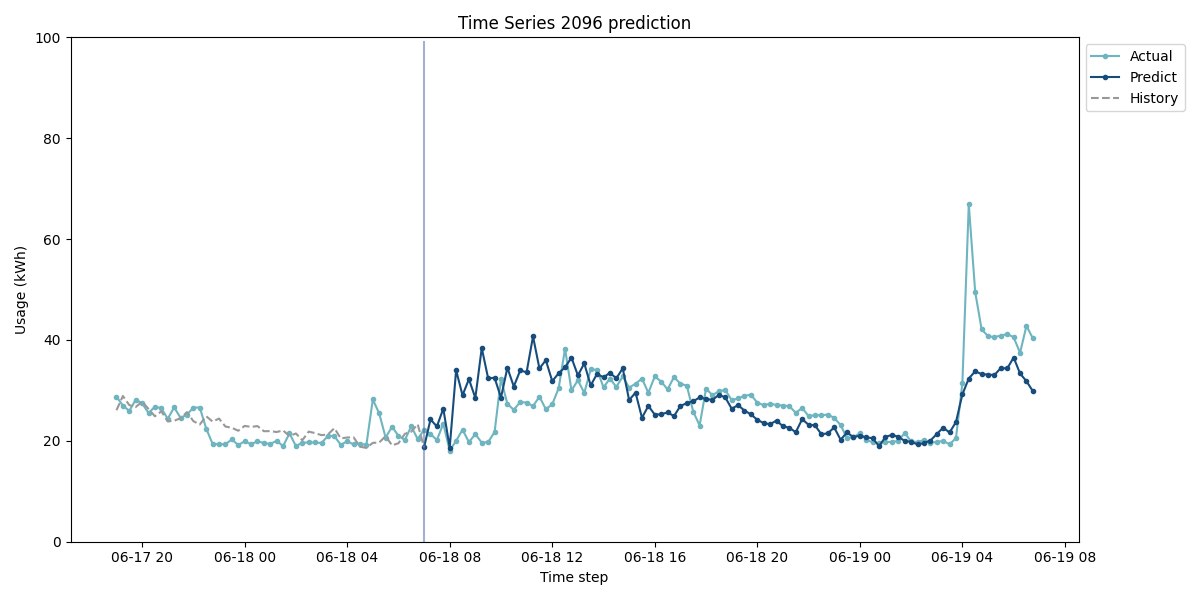 Time Series 2096 prediction
100
80
60
40
20
0
Usage (kWh)
06-17 20
06-18 00
06-18 04
06-18 08
06-18 12
06-18 16
06-18 20
06-19 00
06-19 04
06-19 08
Time step
Actual
Predict
History